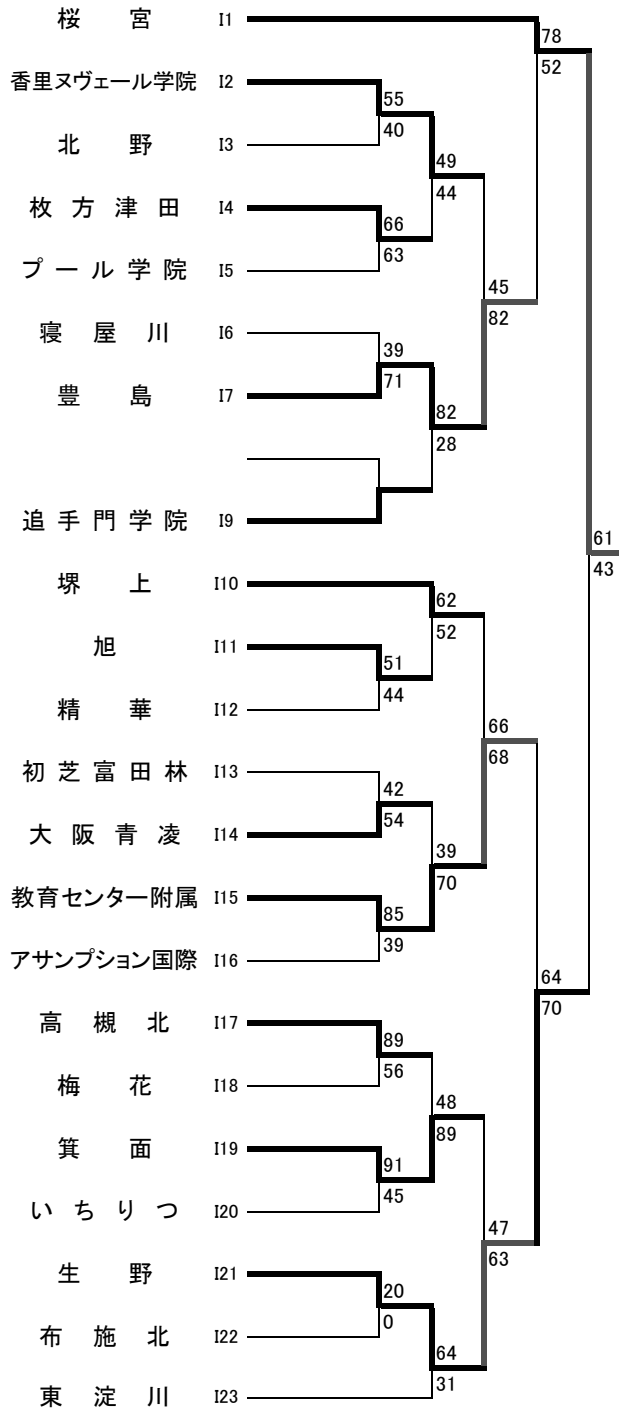 桜宮 I1
78
52
香里ヌヴェール学院 I2
55
40
北野 I3
49
44
枚方津田 I4
66
63
プール学院 I5
45
82
寝屋川 I6
39
71
豊島 I7
82
28
追手門学院 I9
61
43
堺上 I10
62
52
旭 I11
51
44
精華 I12
66
68
初芝富田林 I13
42
54
大阪青凌 I14
39
70
教育センター附属 I15
85
39
アサンプション国際 I16
64
70
高槻北 I17
89
56
梅花 I18
48
89
箕面 I19
91
45
いちりつ I20
47
63
生野 I21
20
0
布施北 I22
64
31
東淀川 I23